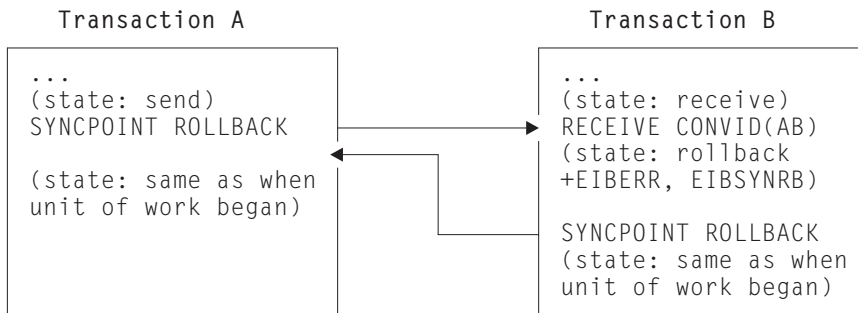 Transaction A
...
(state: send)
SYNCPOINT ROLLBACK
(state: same as when
unit of work began)
Transaction B
...
(state: receive)
RECEIVE CONVID(AB)
(state: rollback
+EIBERR, EIBSYNRB)
SYNCPOINT ROLLBACK
(state: same as when
unit of work began)